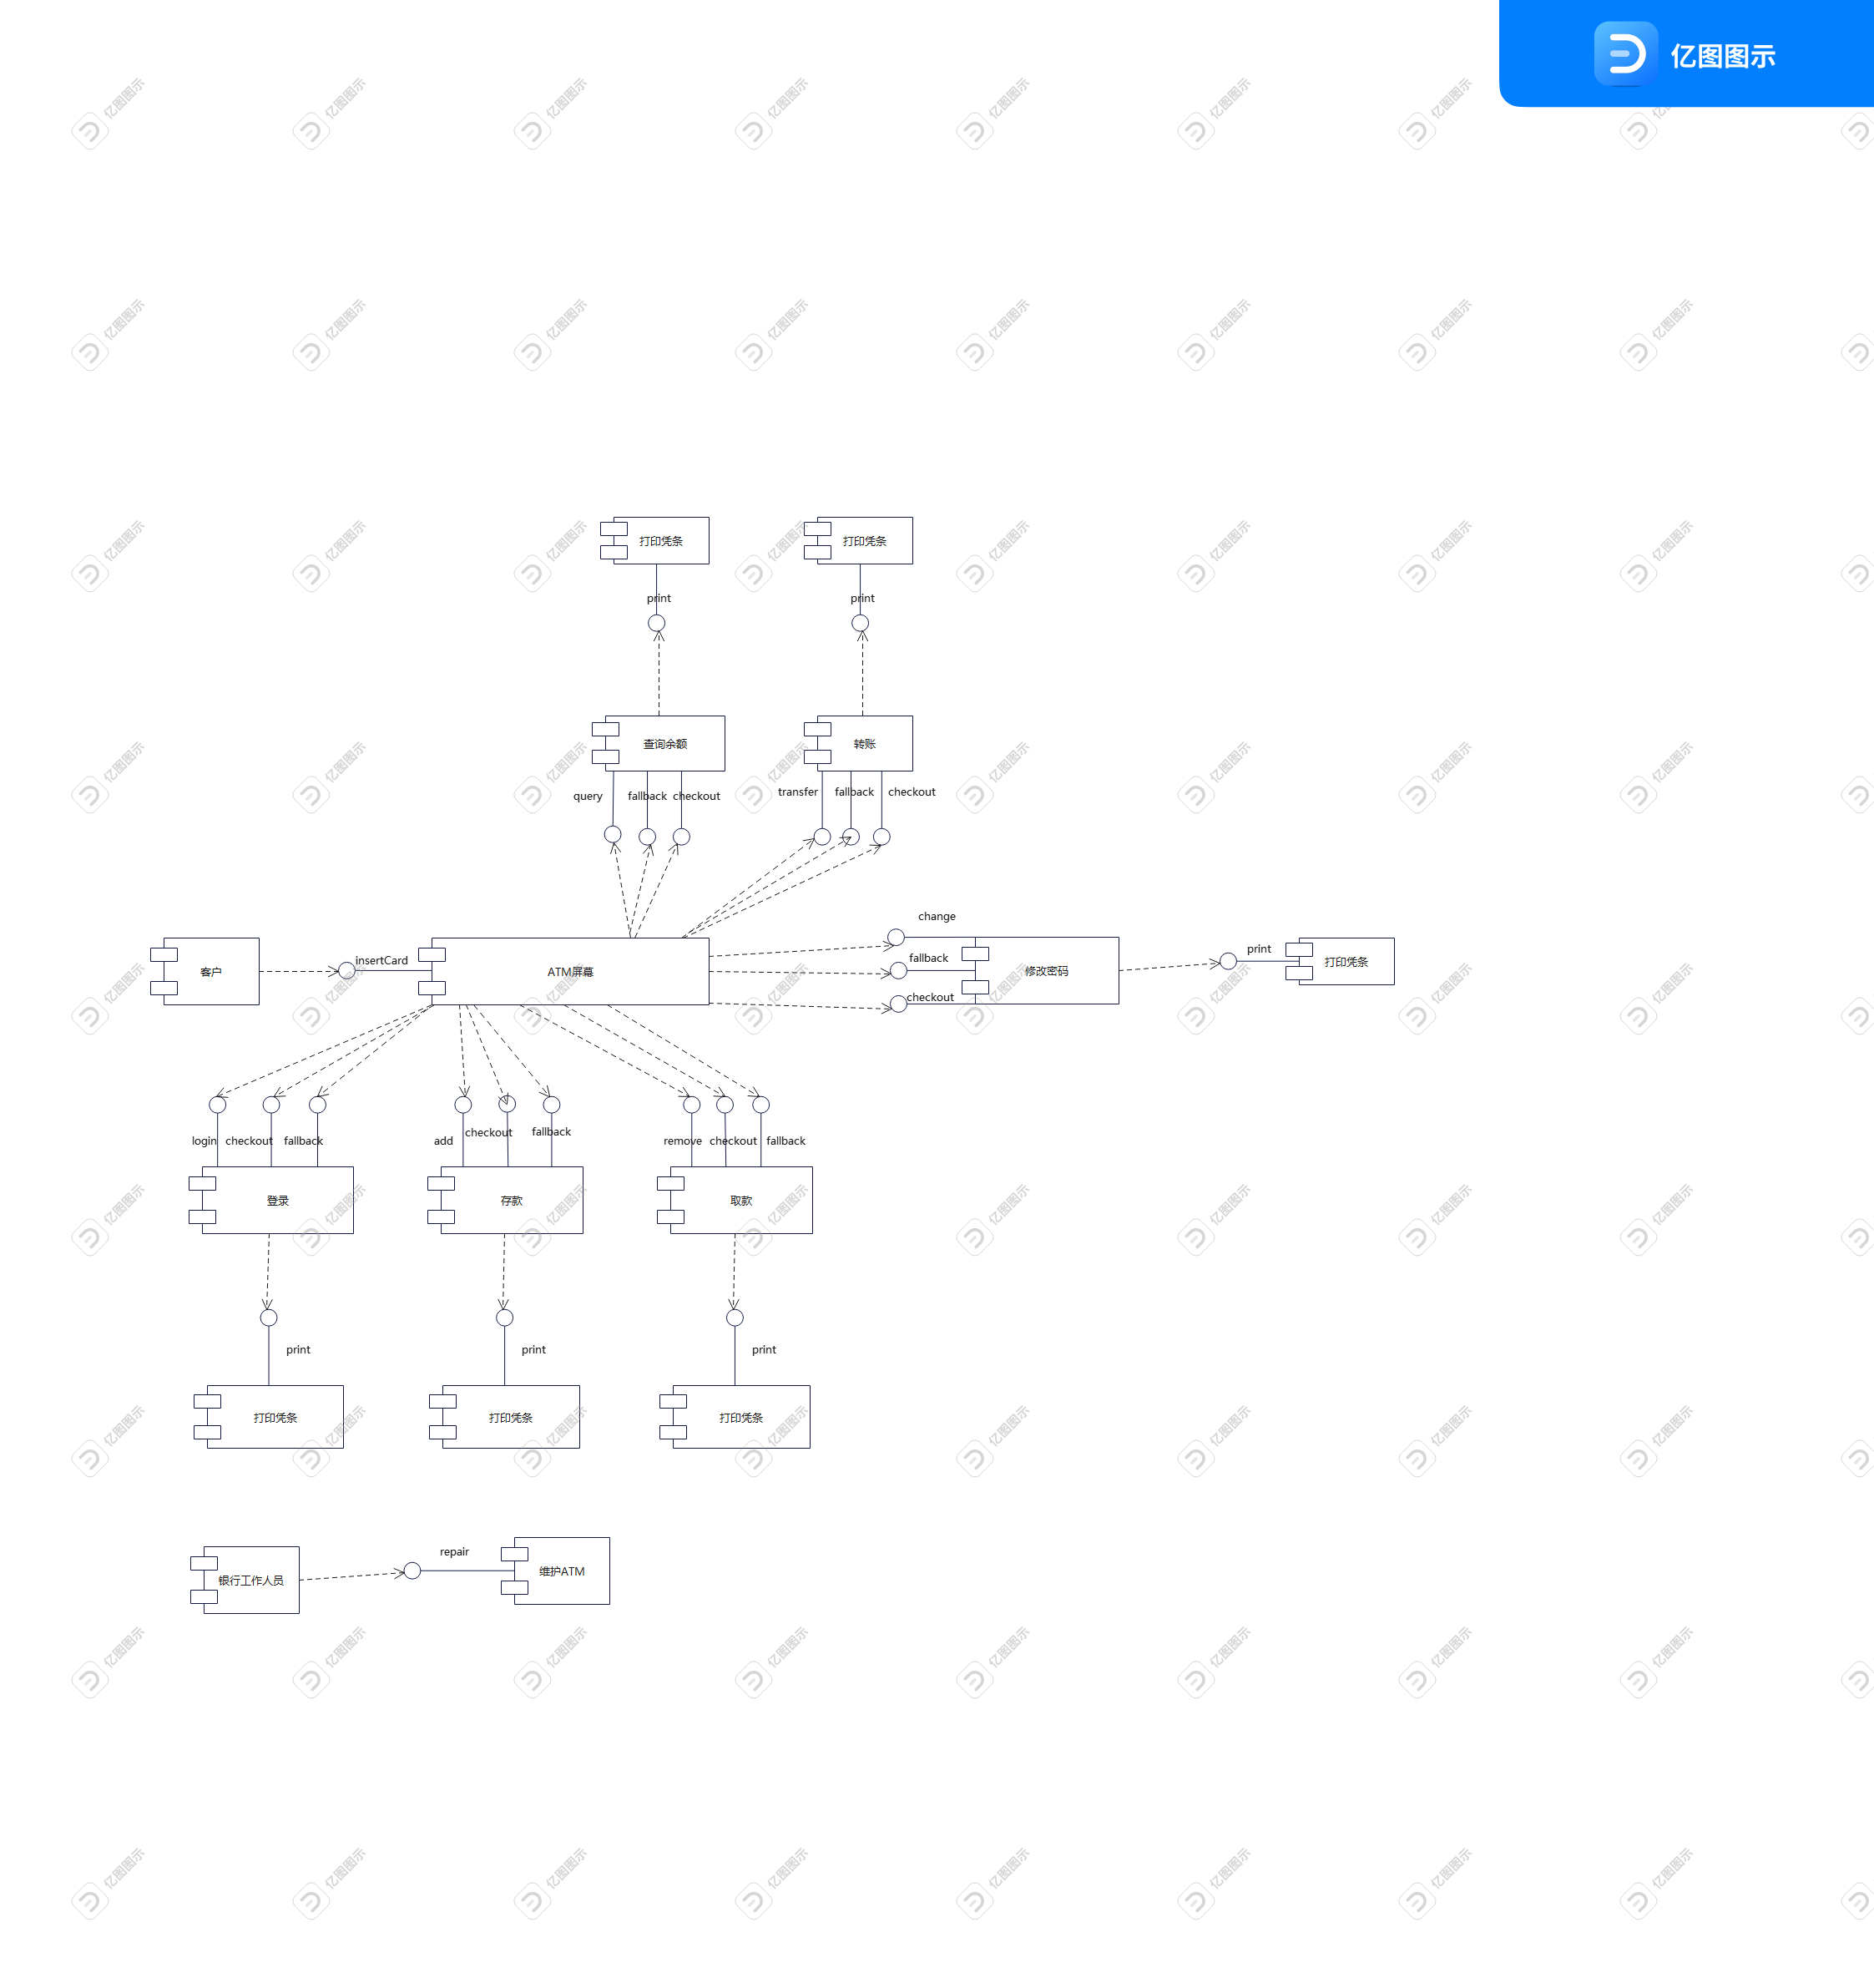 亿图图示
打印凭条
打印凭条
print
print
查询余额
转账
query
fallback
checkout
transfer
fallback
checkout
客户
insertCard
ATM屏幕
change
fallback
checkout
修改密码
print
打印凭条
login
checkout
fallback
add
checkout
fallback
remove
checkout
fallback
登录
存款
取款
print
print
print
打印凭条
打印凭条
打印凭条
银行工作人员
repair
维护ATM